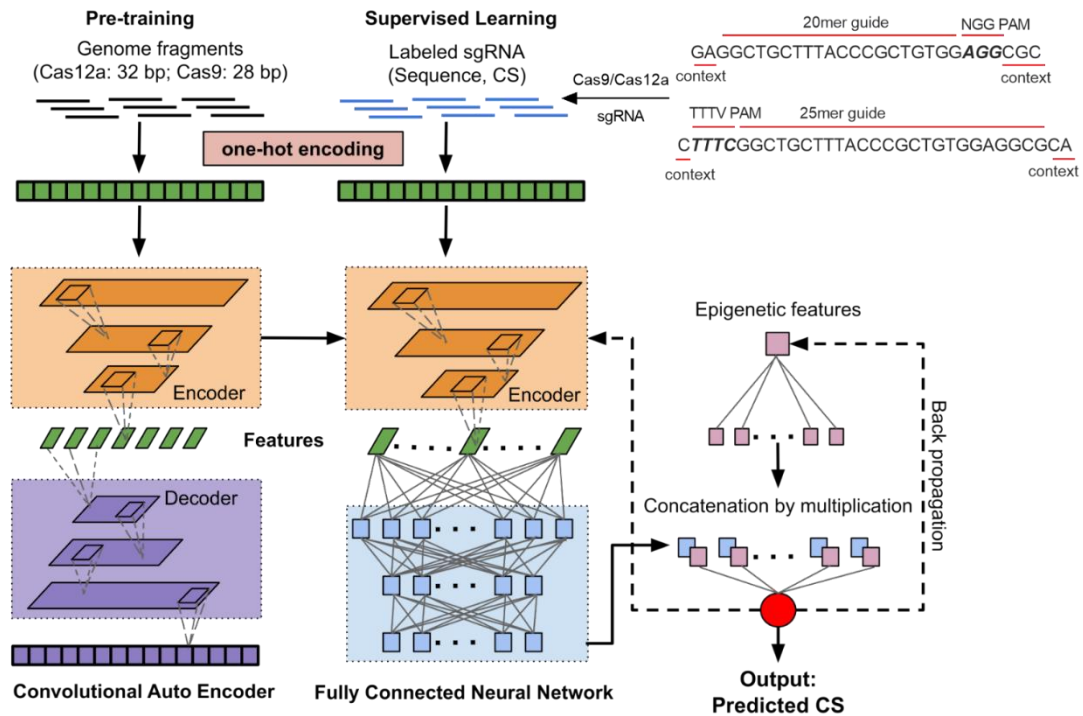 Pre-training
Genome fragments
(Cas12a: 32 bp; Cas9: 28 bp)
Supervised Learning
Labeled sgRNA
(Sequence, CS)
Cas9/Cas12a
sgRNA
20mer guide
NGG PAM
GAGGCTGCTTTACCCGCTGTGGAGGCGC
context
context
TTTV PAM
25mer guide
CTTTCGGCTGCTTTACCCGCTGTGGAGGCGCA
context
context
one-hot encoding
Encoder
Encoder
Features
Decoder
Epigenetic features
Back propagation
Concatenation by multiplication
Convolutional Auto Encoder
Fully Connected Neural Network
Output:
Predicted CS